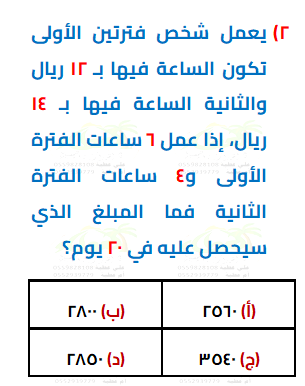 ٢) يعمل شخص فترتين الأولى
تكون الساعة فيها بـ ١٢ ريال
والثانية الساعة فيها بـ ١٤
ريال، إذا عمل ٦ ساعات الفترة
الأولى و٤ ساعات الفترة
الثانية فما المبلغ الذي
سيحصل عليه في ٢٠ يوم؟
(أ) ٢٥٦٠ (ب) ٢٨٠٠
(ج) ٣٥٤٠ (د) ٢٨٥٠